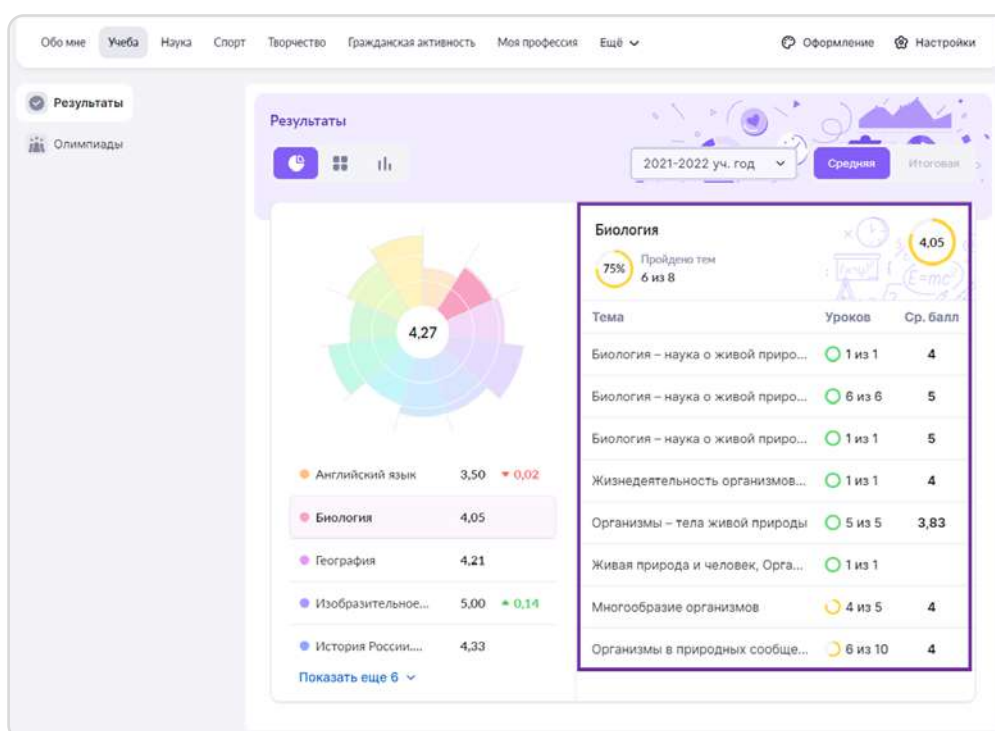 Обо мне Учеба Наука Спорт Творчество Гражданская активность Моя профессия Ещё Оформление Настройки
Результаты
Олимпиады
Результаты
2021-2022 уч. год Средняя Итоговая
4,27
Английский язык 3,50 0,02
Биология 4,05
География 4,21
Изобразительное... 5,00 0,14
История России.... 4,33
Показать еще 6
Биология
4,05
75% Пройдено тем
6 из 8
E=mc²
Тема Уроков Ср. балл
Биология – наука о живой приро... 1 из 1 4
Биология – наука о живой приро... 6 из 6 5
Биология – наука о живой приро... 1 из 1 5
Жизнедеятельность организмов... 1 из 1 4
Организмы – тела живой природы 5 из 5 3,83
Живая природа и человек, Орга... 1 из 1
Многообразие организмов 4 из 5 4
Организмы в природных сообще... 6 из 10 4